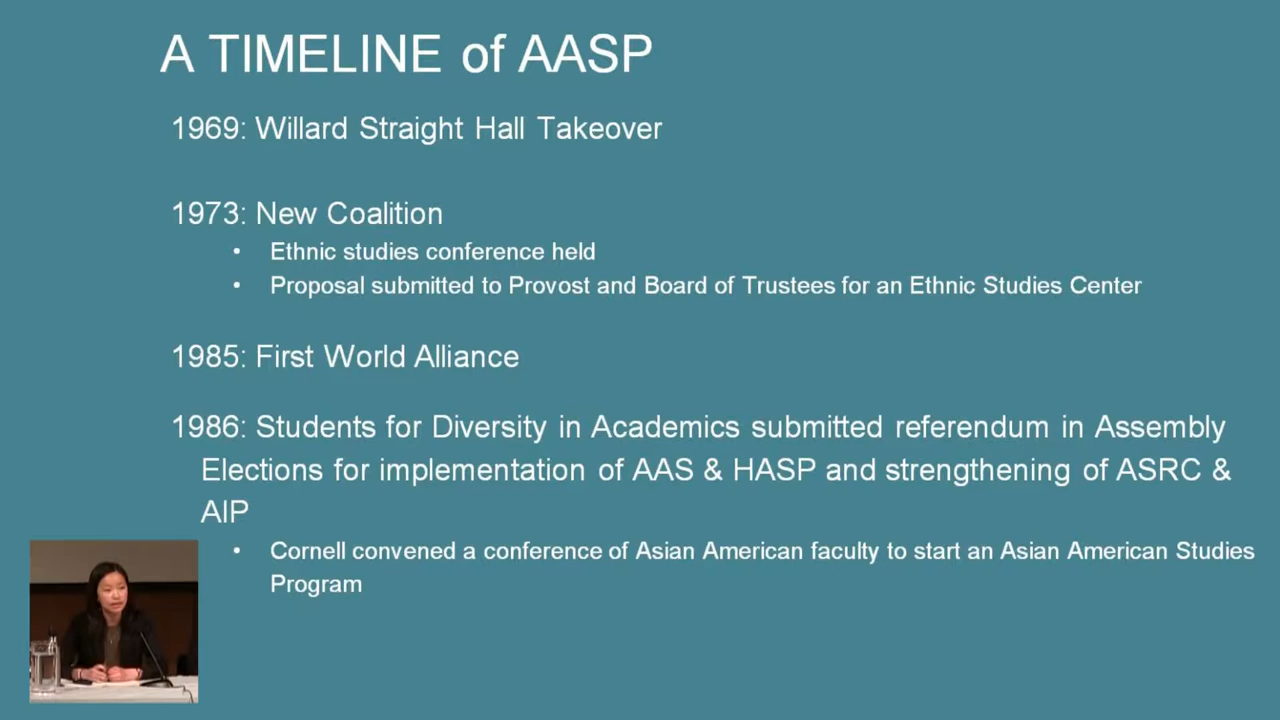 A TIMELINE of AASP
1969: Willard Straight Hall Takeover
1973: New Coalition
• Ethnic studies conference held
• Proposal submitted to Provost and Board of Trustees for an Ethnic Studies Center
1985: First World Alliance
1986: Students for Diversity in Academics submitted referendum in Assembly
Elections for implementation of AAS & HASP and strengthening of ASRC &
AIP
• Cornell convened a conference of Asian American faculty to start an Asian American Studies
Program